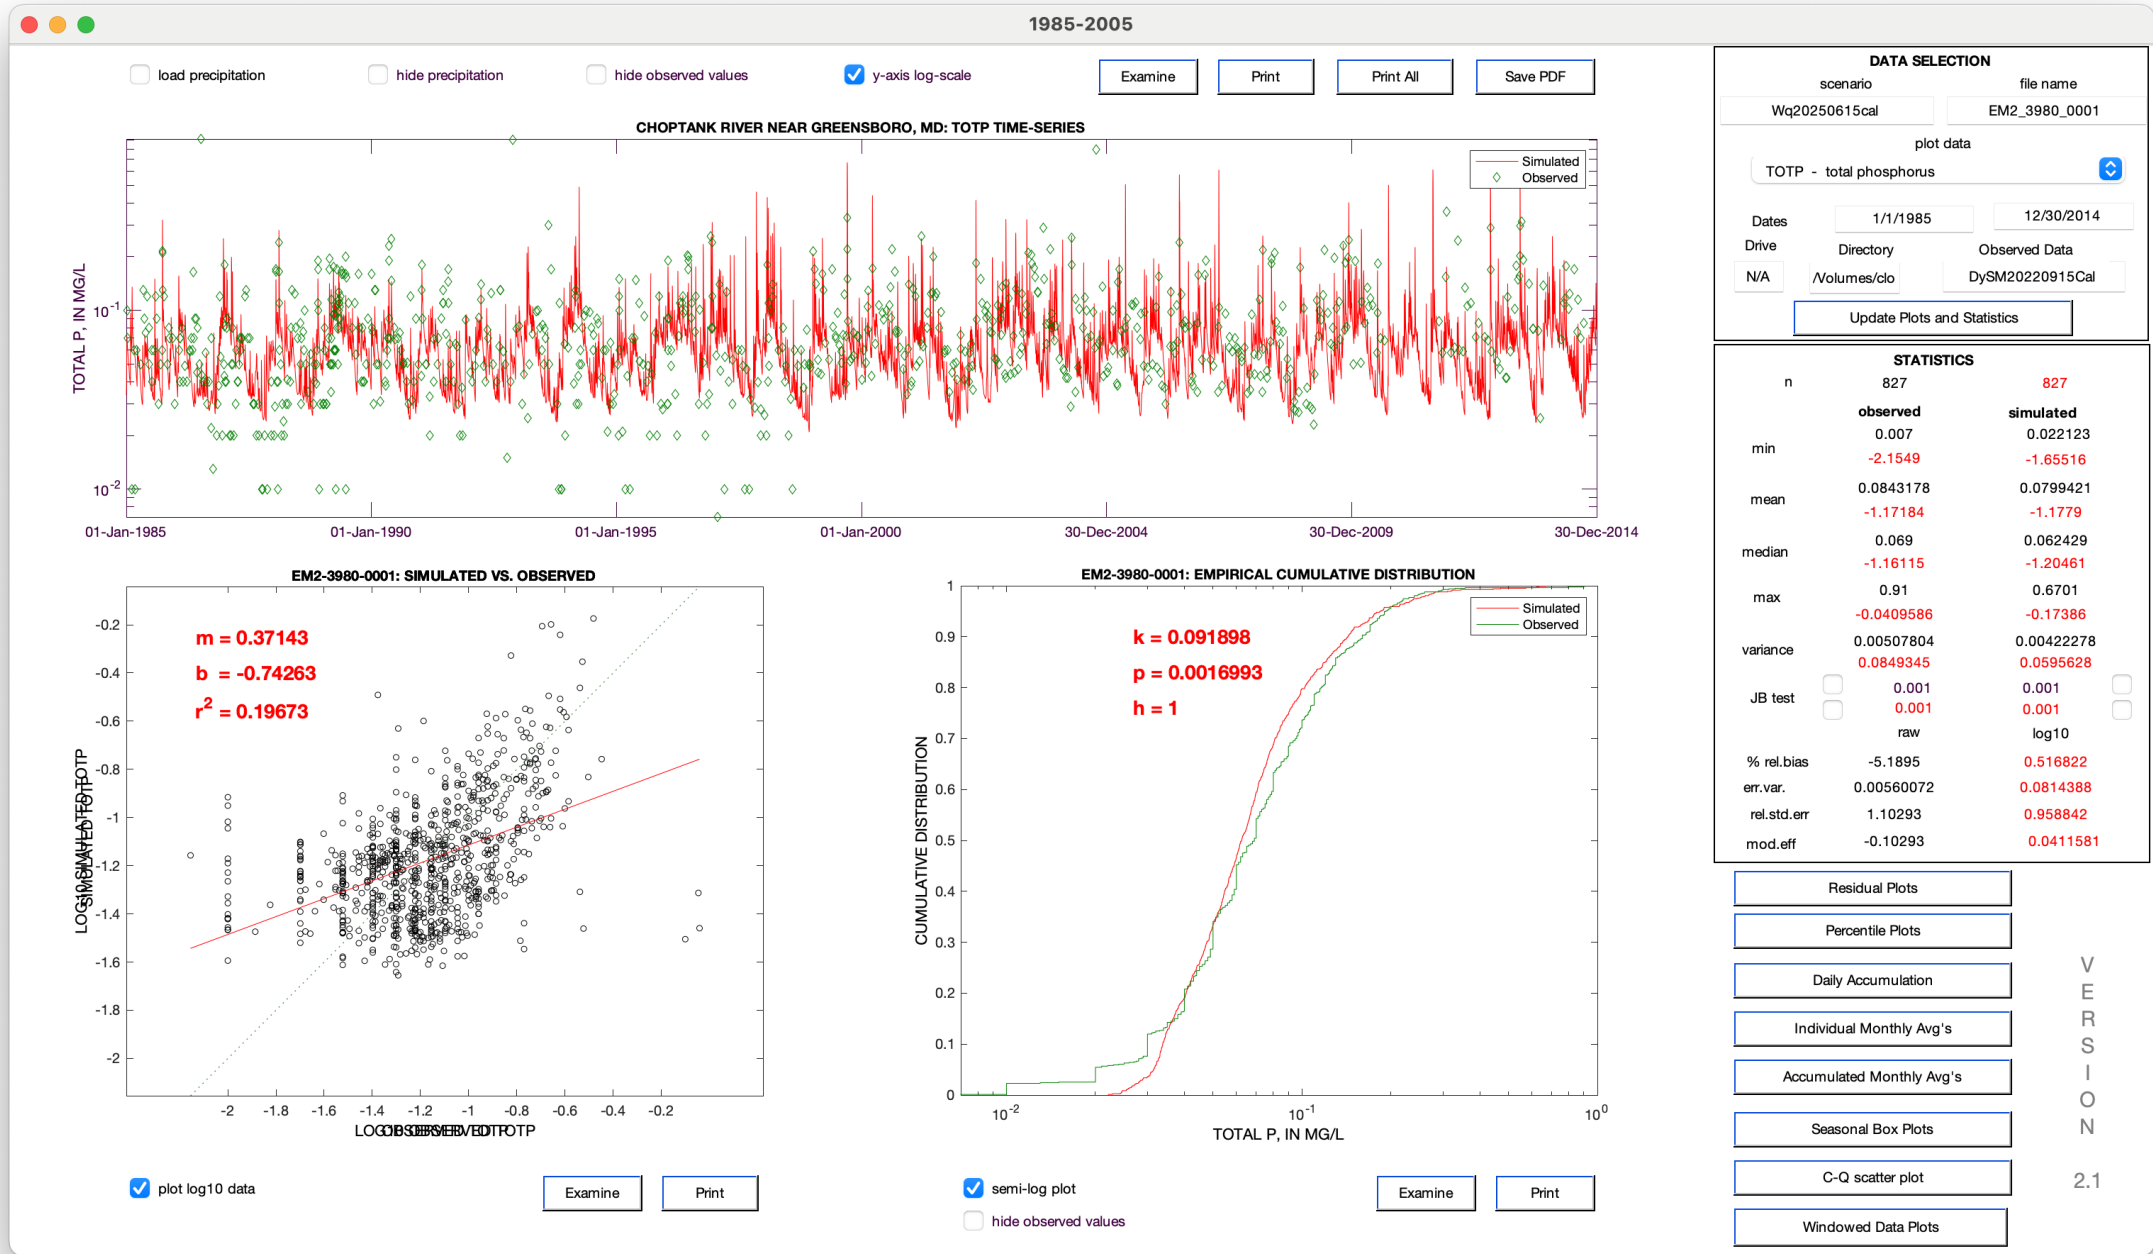 1985-2005
load precipitation
hide precipitation
hide observed values
y-axis log-scale
Examine
Print
Print All
Save PDF
CHOPTANK RIVER NEAR GREENSBORO, MD: TOTP TIME-SERIES
Simulated
Observed
TOTAL P, IN MG/L
10-1
10-2
01-Jan-1985
01-Jan-1990
01-Jan-1995
01-Jan-2000
30-Dec-2004
30-Dec-2009
30-Dec-2014
EM2-3980-0001: SIMULATED VS. OBSERVED
m = 0.37143
b = -0.74263
r2 = 0.19673
-0.2
-0.4
-0.6
-0.8
-1
-1.2
-1.4
-1.6
-1.8
-2
-2
-1.8
-1.6
-1.4
-1.2
-1
-0.8
-0.6
-0.4
-0.2
plot log10 data
Examine
Print
EM2-3980-0001: EMPIRICAL CUMULATIVE DISTRIBUTION
k = 0.091898
p = 0.0016993
h = 1
Simulated
Observed
CUMULATIVE DISTRIBUTION
1
0.9
0.8
0.7
0.6
0.5
0.4
0.3
0.2
0.1
0
10-2
10-1
100
TOTAL P, IN MG/L
semi-log plot
hide observed values
Examine
Print
DATA SELECTION
scenario
file name
Wq20250615cal
EM2_3980_0001
plot data
TOTP - total phosphorus
Dates
1/1/1985
12/30/2014
Drive
Directory
Observed Data
N/A
/Volumes/clo
DySM20220915Cal
Update Plots and Statistics
STATISTICS
n 827 827
observed simulated
min 0.007 0.022123
-2.1549 -1.65516
mean 0.0843178 0.0799421
-1.17184 -1.1779
median 0.069 0.062429
-1.16115 -1.20461
max 0.91 0.6701
-0.0409586 -0.17386
variance 0.00507804 0.00422278
0.0849345 0.0595628
JB test 0.001 0.001
0.001 0.001
raw log10
% rel.bias -5.1895 0.516822
err.var. 0.00560072 0.0814388
rel.std.err 1.10293 0.958842
mod.eff -0.10293 0.0411581
Residual Plots
Percentile Plots
Daily Accumulation
Individual Monthly Avg's
Accumulated Monthly Avg's
Seasonal Box Plots
C-Q scatter plot
Windowed Data Plots
VERSION
2.1